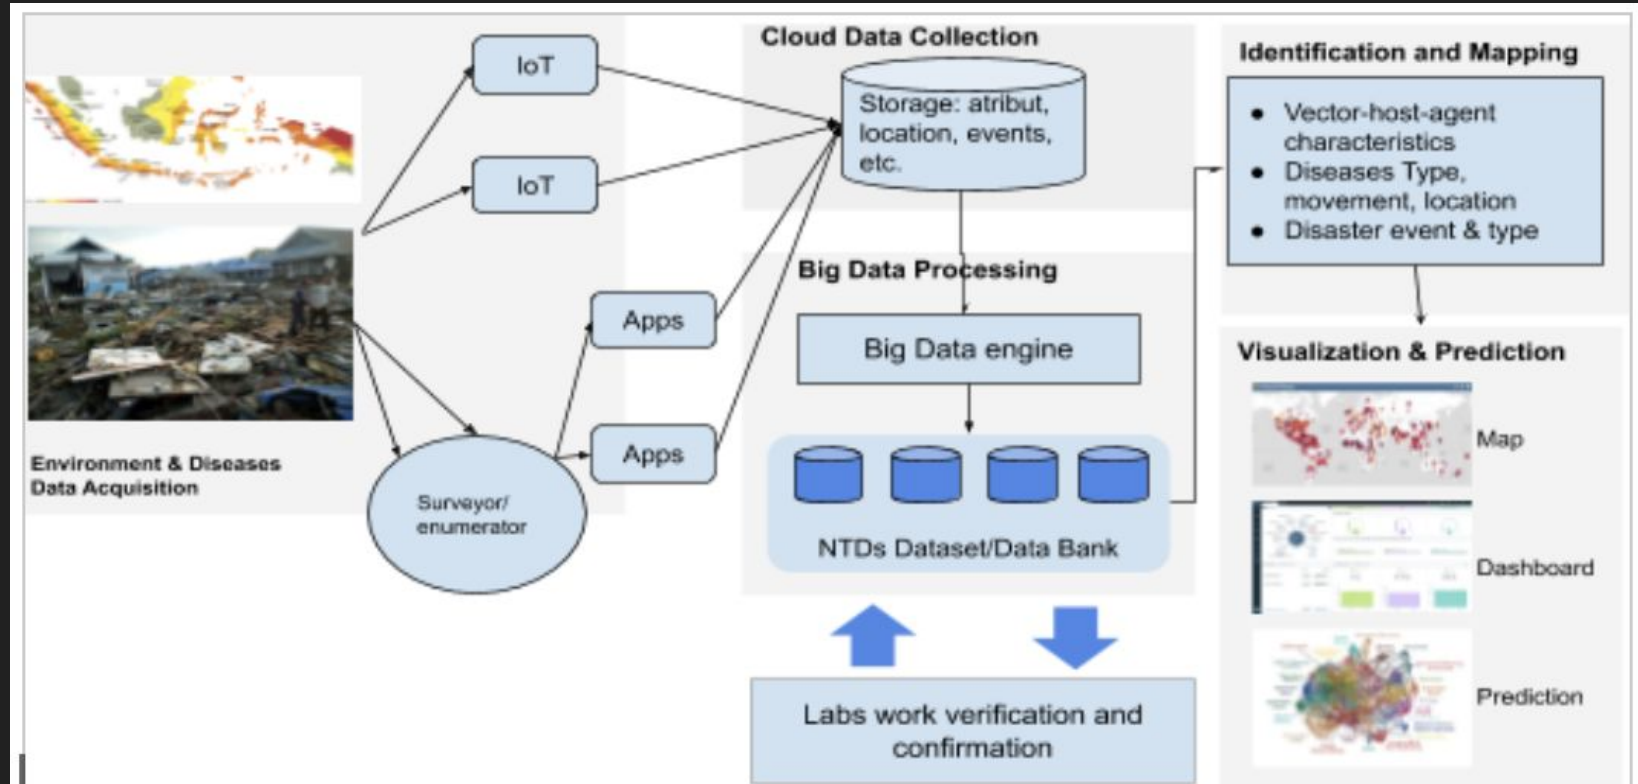 IoT
IoT
Apps
Apps
Environment & Diseases
Data Acquisition
Surveyor/
enumerator
Cloud Data Collection
Storage: atribut,
location, events,
etc.
Big Data Processing
Big Data engine
NTDs Dataset/Data Bank
Labs work verification and
confirmation
Identification and Mapping
● Vector-host-agent
characteristics
● Diseases Type,
movement, location
● Disaster event & type
Visualization & Prediction
Map
Dashboard
Prediction